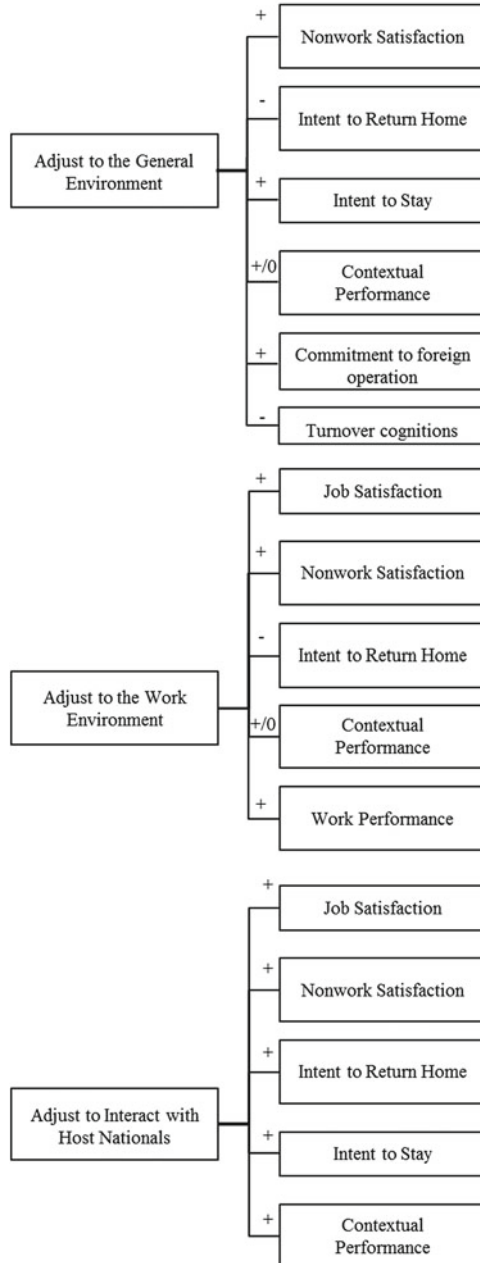 +
Nonwork Satisfaction
-
Intent to Return Home
Adjust to the General
Environment
+
Intent to Stay
+/0
Contextual
Performance
+
Commitment to foreign
operation
-
Turnover cognitions
+
Job Satisfaction
+
Nonwork Satisfaction
-
Intent to Return Home
Adjust to the Work
Environment
+/0
Contextual
Performance
+
Work Performance
+
Job Satisfaction
+
Nonwork Satisfaction
+
Intent to Return Home
Adjust to Interact with
Host Nationals
+
Intent to Stay
+
Contextual
Performance